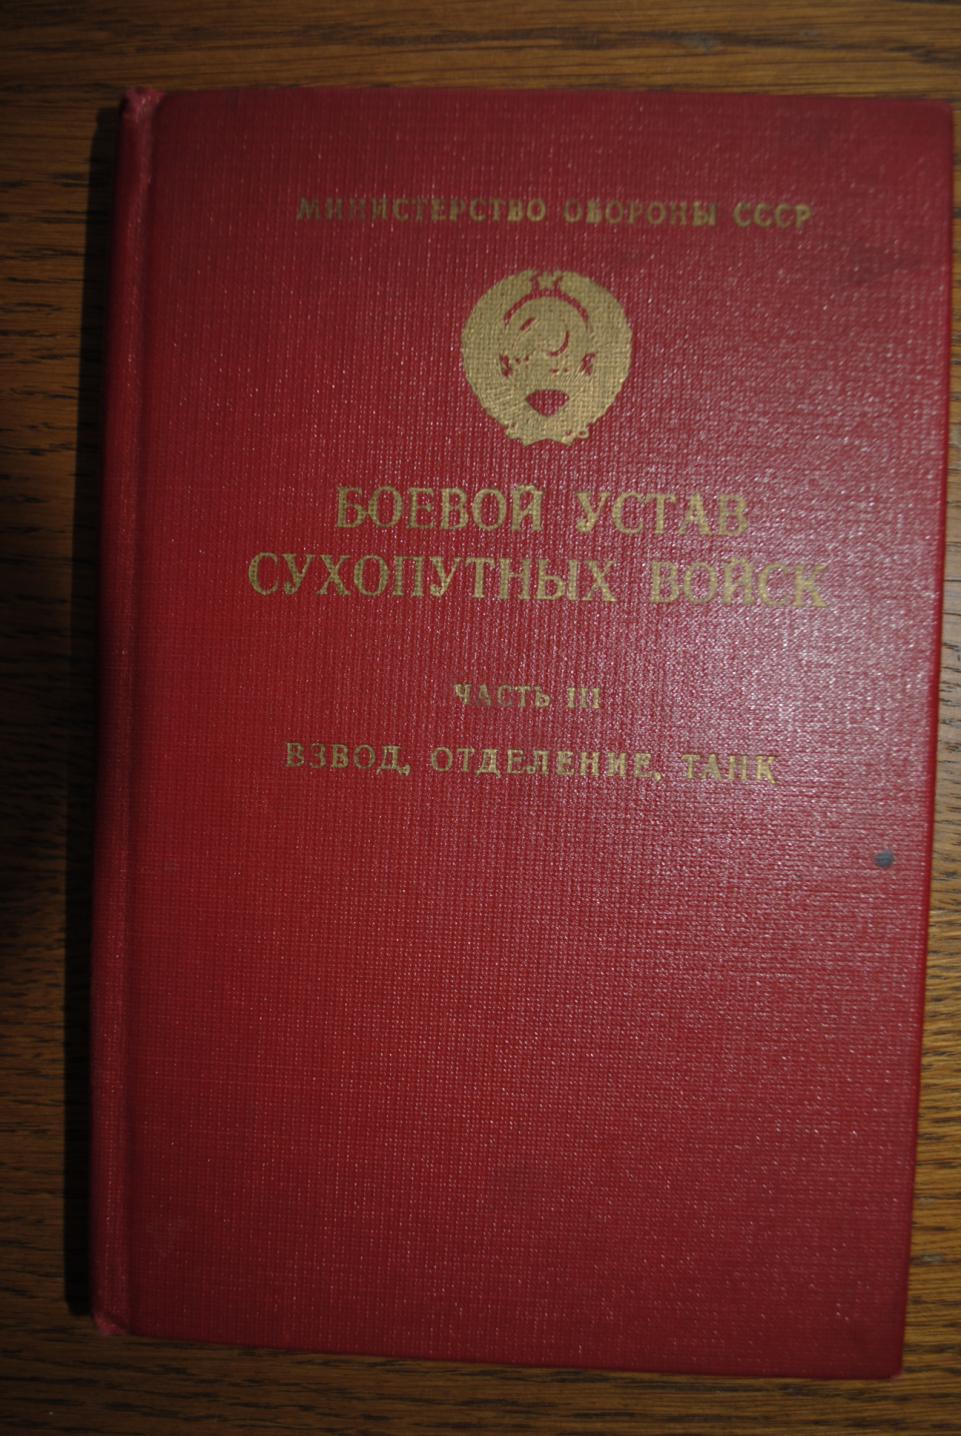 МИНИСТЕРСТВО ОБОРОНЫ СССР
БОЕВОЙ УСТАВ
СУХОПУТНЫХ ВОЙСК
ЧАСТЬ III
ВЗВОД, ОТДЕЛЕНИЕ, ТАНК